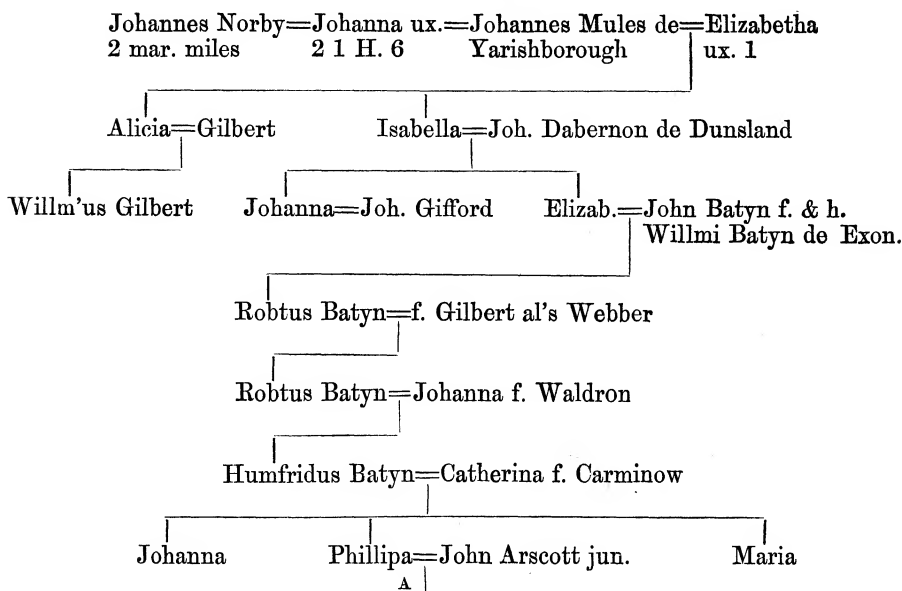 Johannes Norby=Johanna ux.=Johannes Mules de=Elizabetha
2 mar. miles 2 1 H. 6 Yarishborough ux. 1
Alicia=Gilbert Isabella=Joh. Dabernon de Dunsland
Willm'us Gilbert Johanna=Joh. Gifford Elizab.=John Batyn f. & h.
Willmi Batyn de Exon.
Robtus Batyn=f. Gilbert al's Webber
Robtus Batyn=Johanna f. Waldron
Humfridus Batyn=Catherina f. Carminow
Johanna Phillipa=John Arscott jun. Maria
A